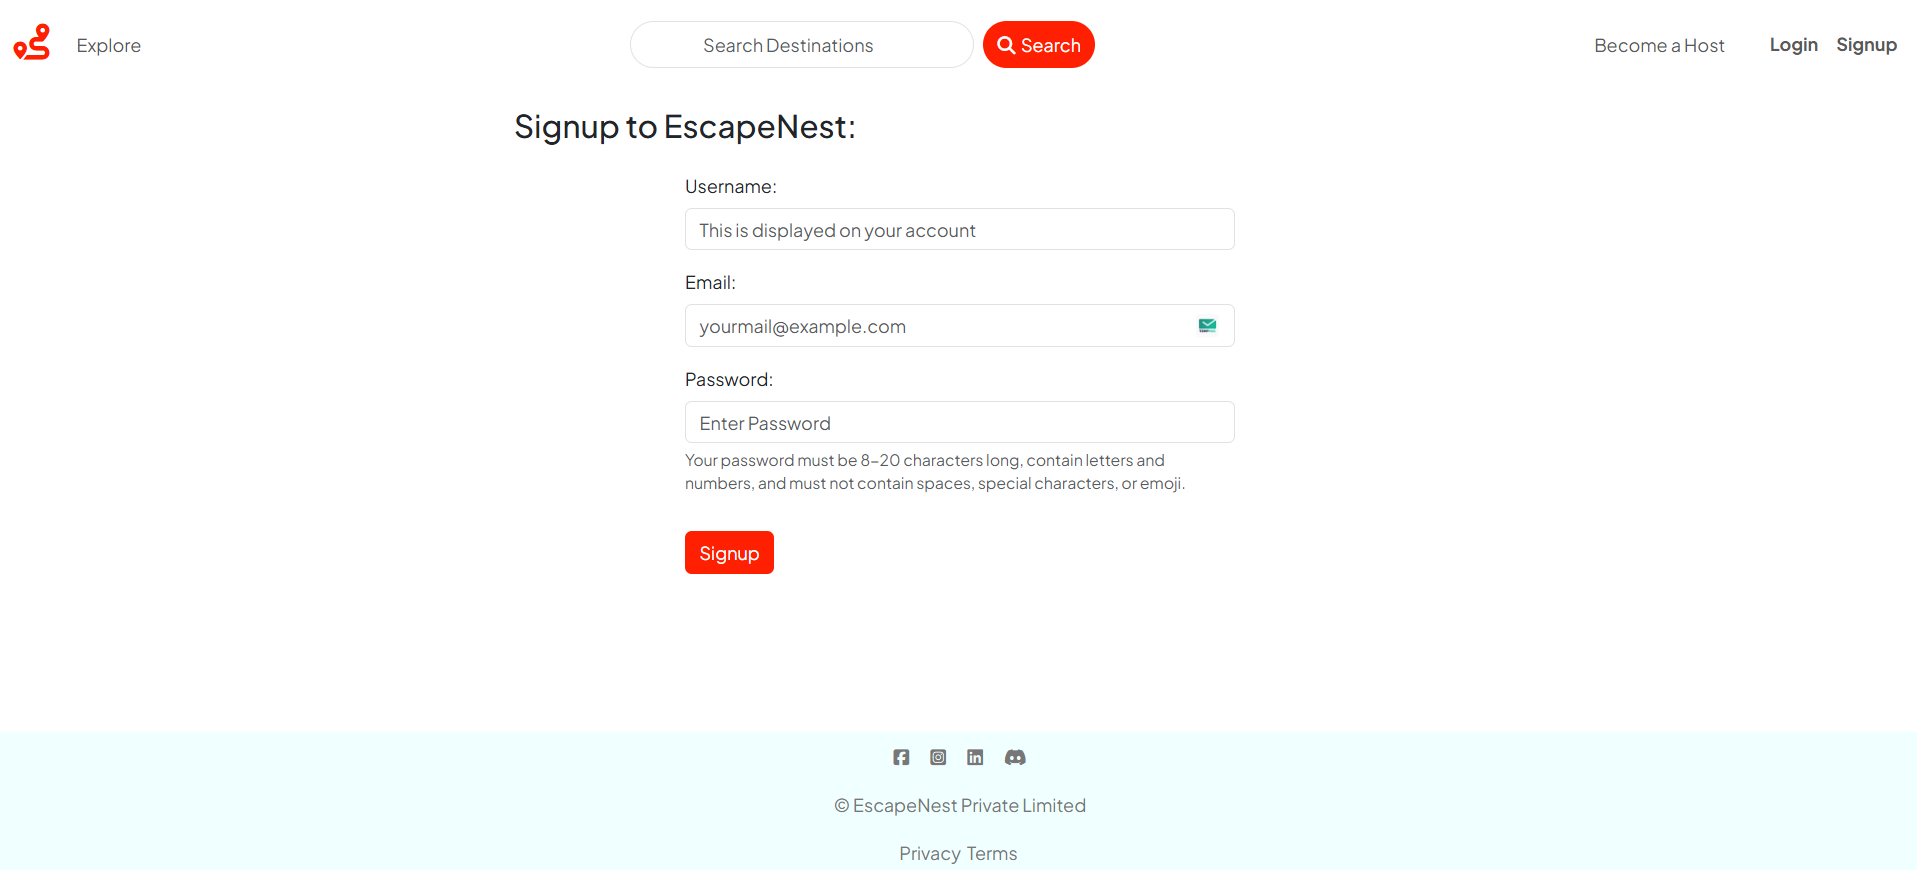 Explore
Search Destinations
Search
Become a Host
Login
Signup
Signup to EscapeNest:
Username:
This is displayed on your account
Email:
yourmail@example.com
Password:
Enter Password
Your password must be 8-20 characters long, contain letters and
numbers, and must not contain spaces, special characters, or emoji.
Signup
© EscapeNest Private Limited
Privacy Terms